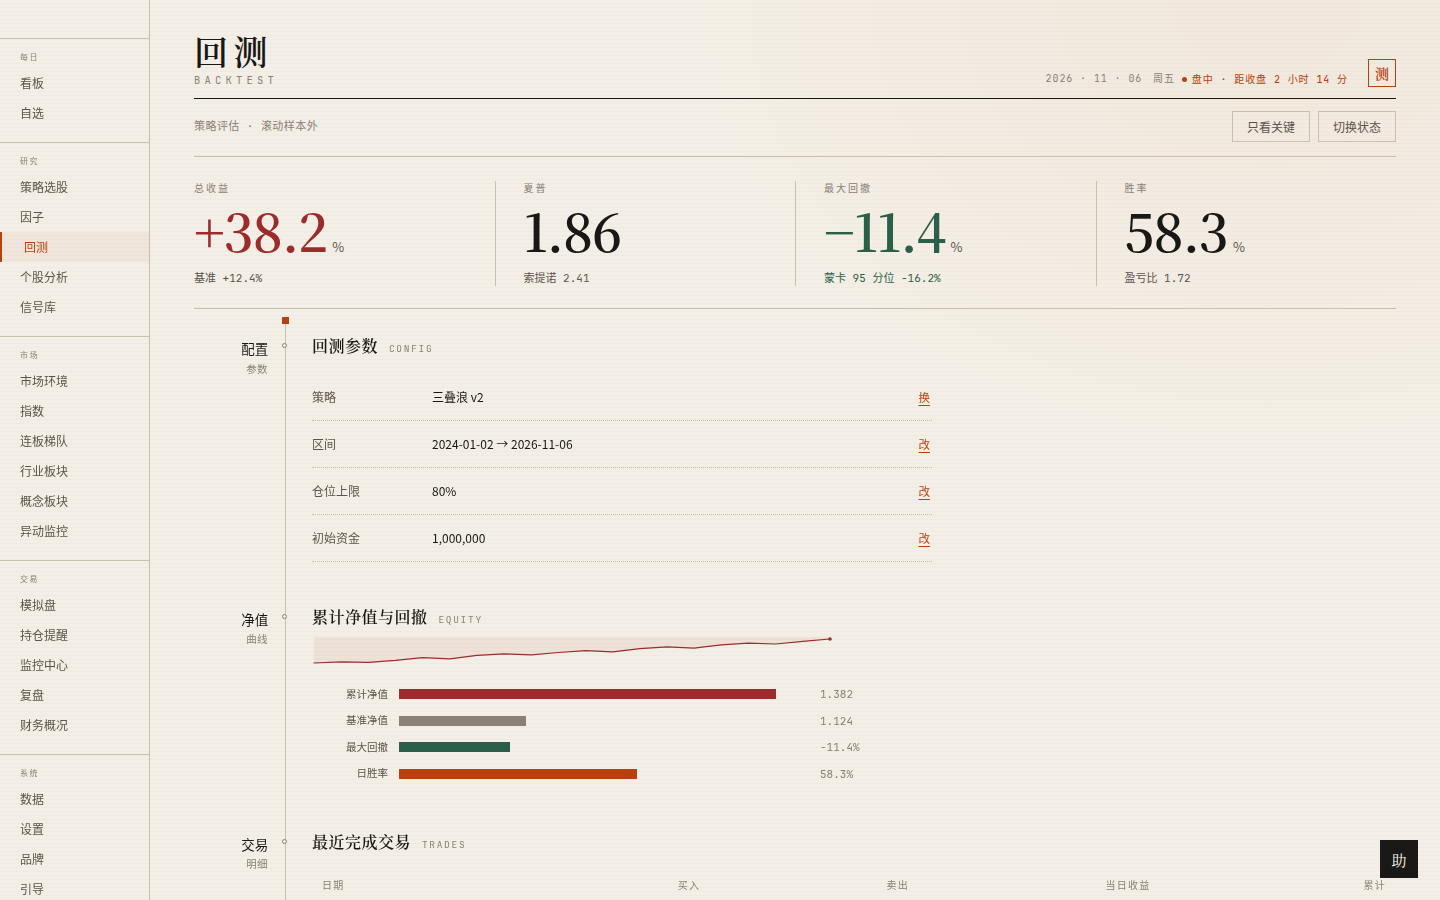 每日
看板
自选
研究
策略选股
因子
回测
个股分析
信号库
市场
市场环境
指数
连板梯队
行业板块
概念板块
异动监控
交易
模拟盘
持仓提醒
监控中心
复盘
财务概况
系统
数据
设置
品牌
引导
回测
BACKTEST
2026 · 11 · 06 周五 盘中 · 距收盘 2 小时 14 分
测
策略评估 · 滚动样本外
只看关键
切换状态
总收益
+38.2 %
基准 +12.4%
夏普
1.86
索提诺 2.41
最大回撤
−11.4 %
蒙卡 95 分位 -16.2%
胜率
58.3 %
盈亏比 1.72
配置
参数
回测参数 CONFIG
策略 三叠浪 v2 换
区间 2024-01-02 → 2026-11-06 改
仓位上限 80% 改
初始资金 1,000,000 改
净值
曲线
累计净值与回撤 EQUITY
累计净值 1.382
基准净值 1.124
最大回撤 -11.4%
日胜率 58.3%
交易
明细
最近完成交易 TRADES
日期 买入 卖出 当日收益 累计
助